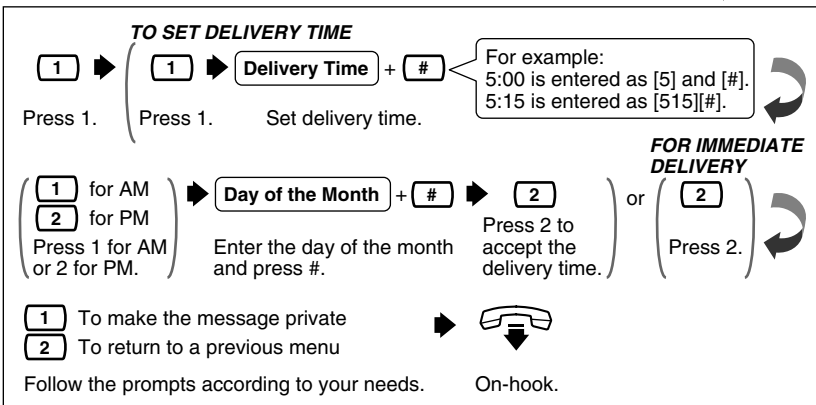 TO SET DELIVERY TIME
1 1 Delivery Time + # For example:
5:00 is entered as [5] and [#].
5:15 is entered as [515][#].
Press 1. Press 1. Set delivery time.
FOR IMMEDIATE
DELIVERY
1 for AM Day of the Month + # 2 or 2
2 for PM
Press 1 for AM
or 2 for PM.
Enter the day of the month
and press #.
Press 2 to
accept the
delivery time.
Press 2.
1 To make the message private
2 To return to a previous menu
Follow the prompts according to your needs. On-hook.